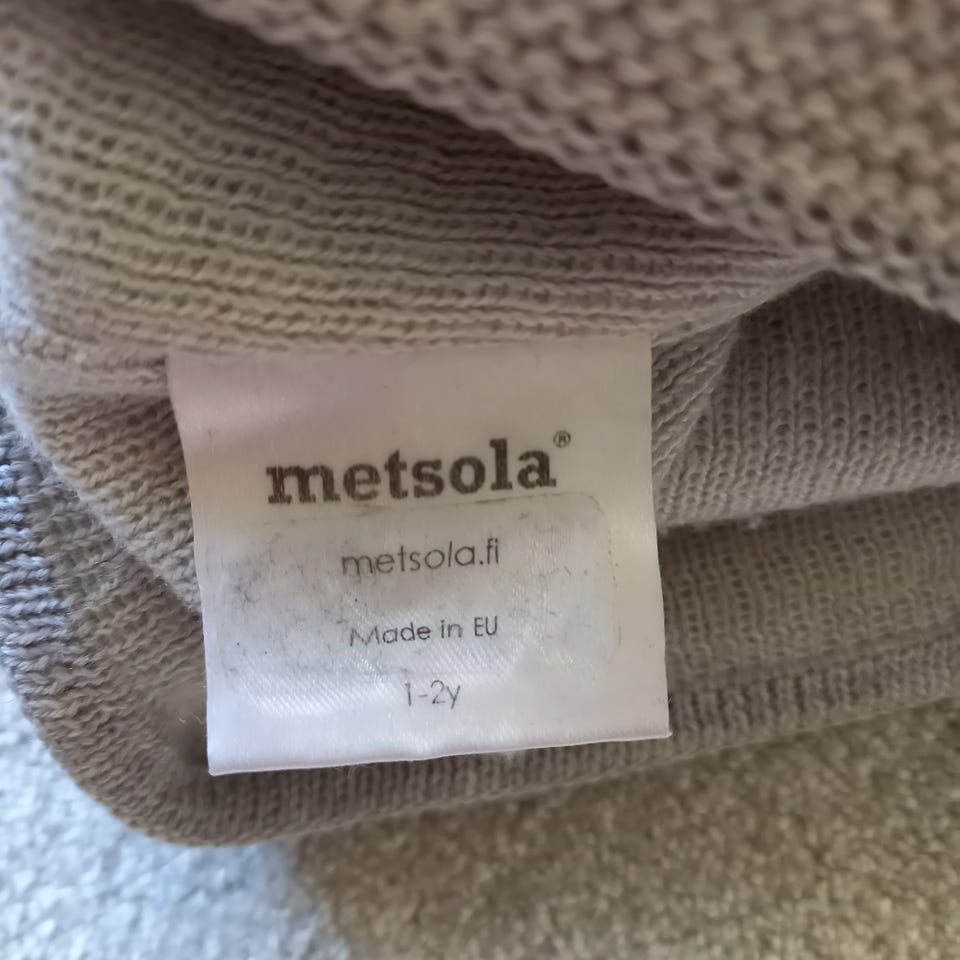 metsola®
metsola.fi
Made in EU
1-2y